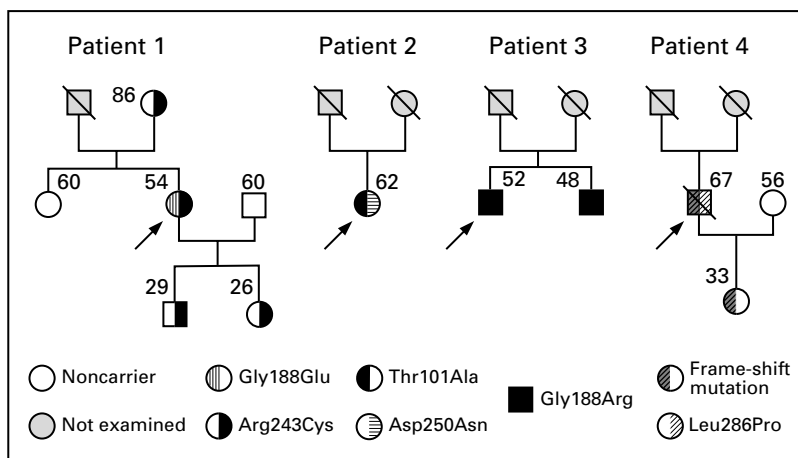 Patient 1 Patient 2 Patient 3 Patient 4
86
60 54 60 62 52 48 67 56
29 26 33
Noncarrier Gly188Glu Thr101Ala Gly188Arg Frame-shift
mutation
Not examined Arg243Cys Asp250Asn Leu286Pro